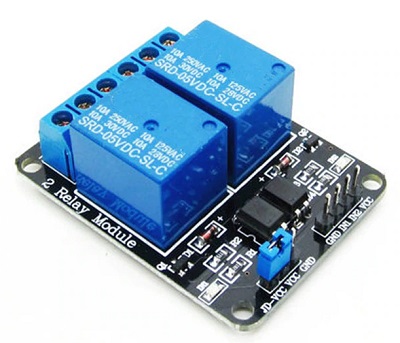 10A 250VAC 10A 125VAC
10A 30VDC 10A 28VDC
SRD-05VDC-SL-C
10A 250VAC 10A 125VAC
10A 30VDC 10A 28VDC
SRD-05VDC-SL-C
2 Relay Module
GND IN1 IN2 VCC
JD-VCC VCC GND